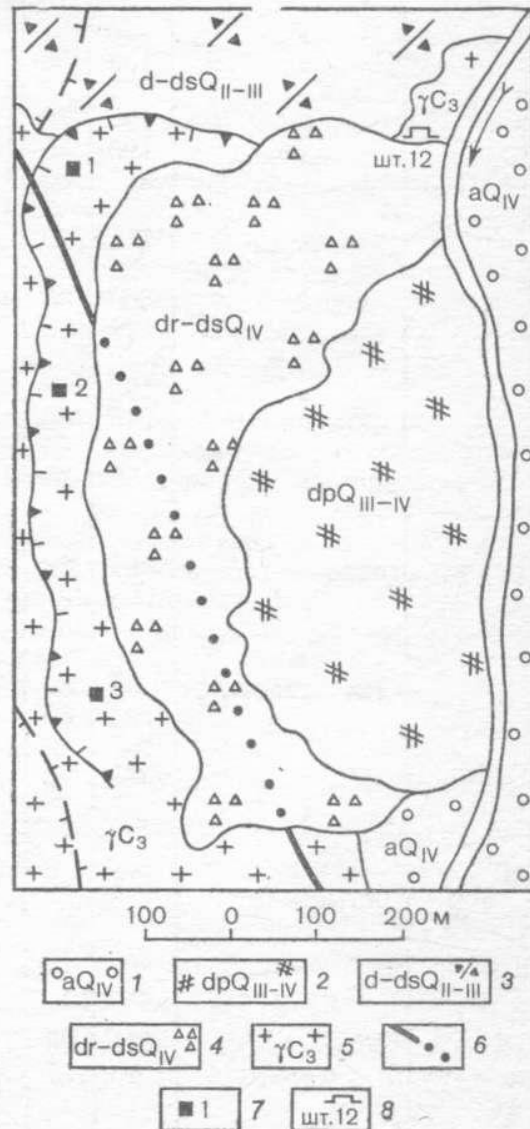 d-dsQII-III
γC3
1
шт.12
aQIV
dr-dsQIV
2
dpQIII-IV
3
γC3
aQIV
100 0 100 200 м
aQIV 1 dpQIII-IV 2 d-dsQII-III 3
dr-dsQIV 4 γC3 5 6
1 7 шт.12 8